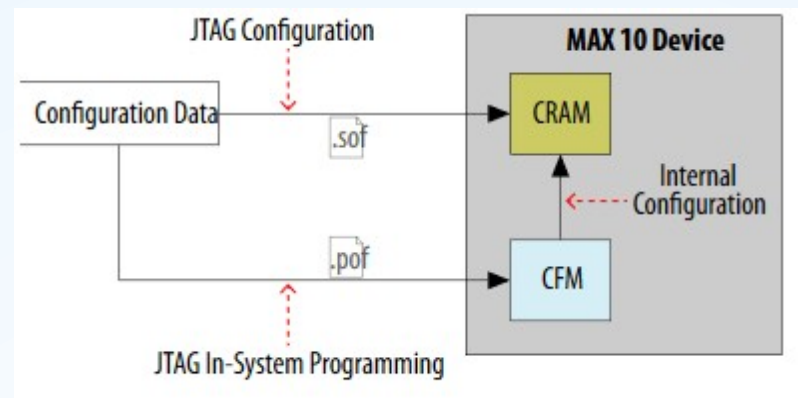 JTAG Configuration
MAX 10 Device
Configuration Data
.sof
CRAM
Internal
Configuration
.pof
CFM
JTAG In-System Programming